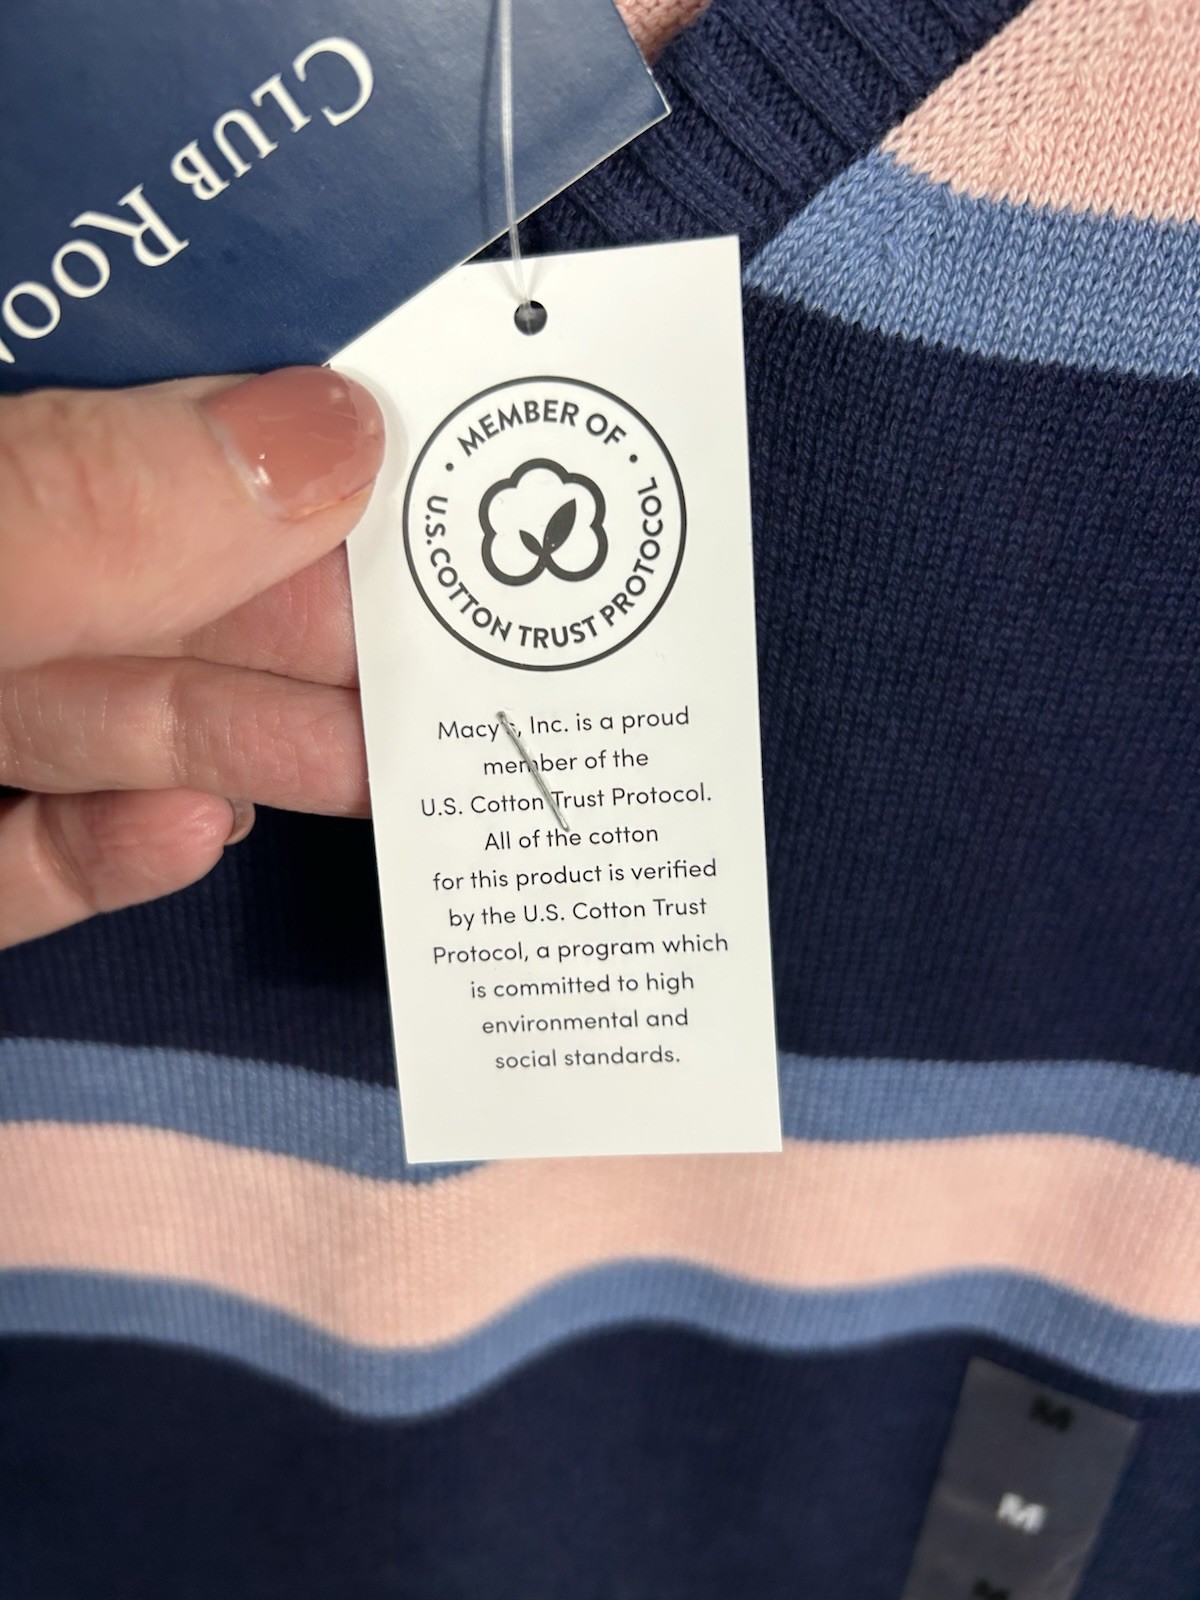 CLUB ROO
• MEMBER OF •
U.S. COTTON TRUST PROTOCOL
Macy's, Inc. is a proud
member of the
U.S. Cotton Trust Protocol.
All of the cotton
for this product is verified
by the U.S. Cotton Trust
Protocol, a program which
is committed to high
environmental and
social standards.
M
M
M